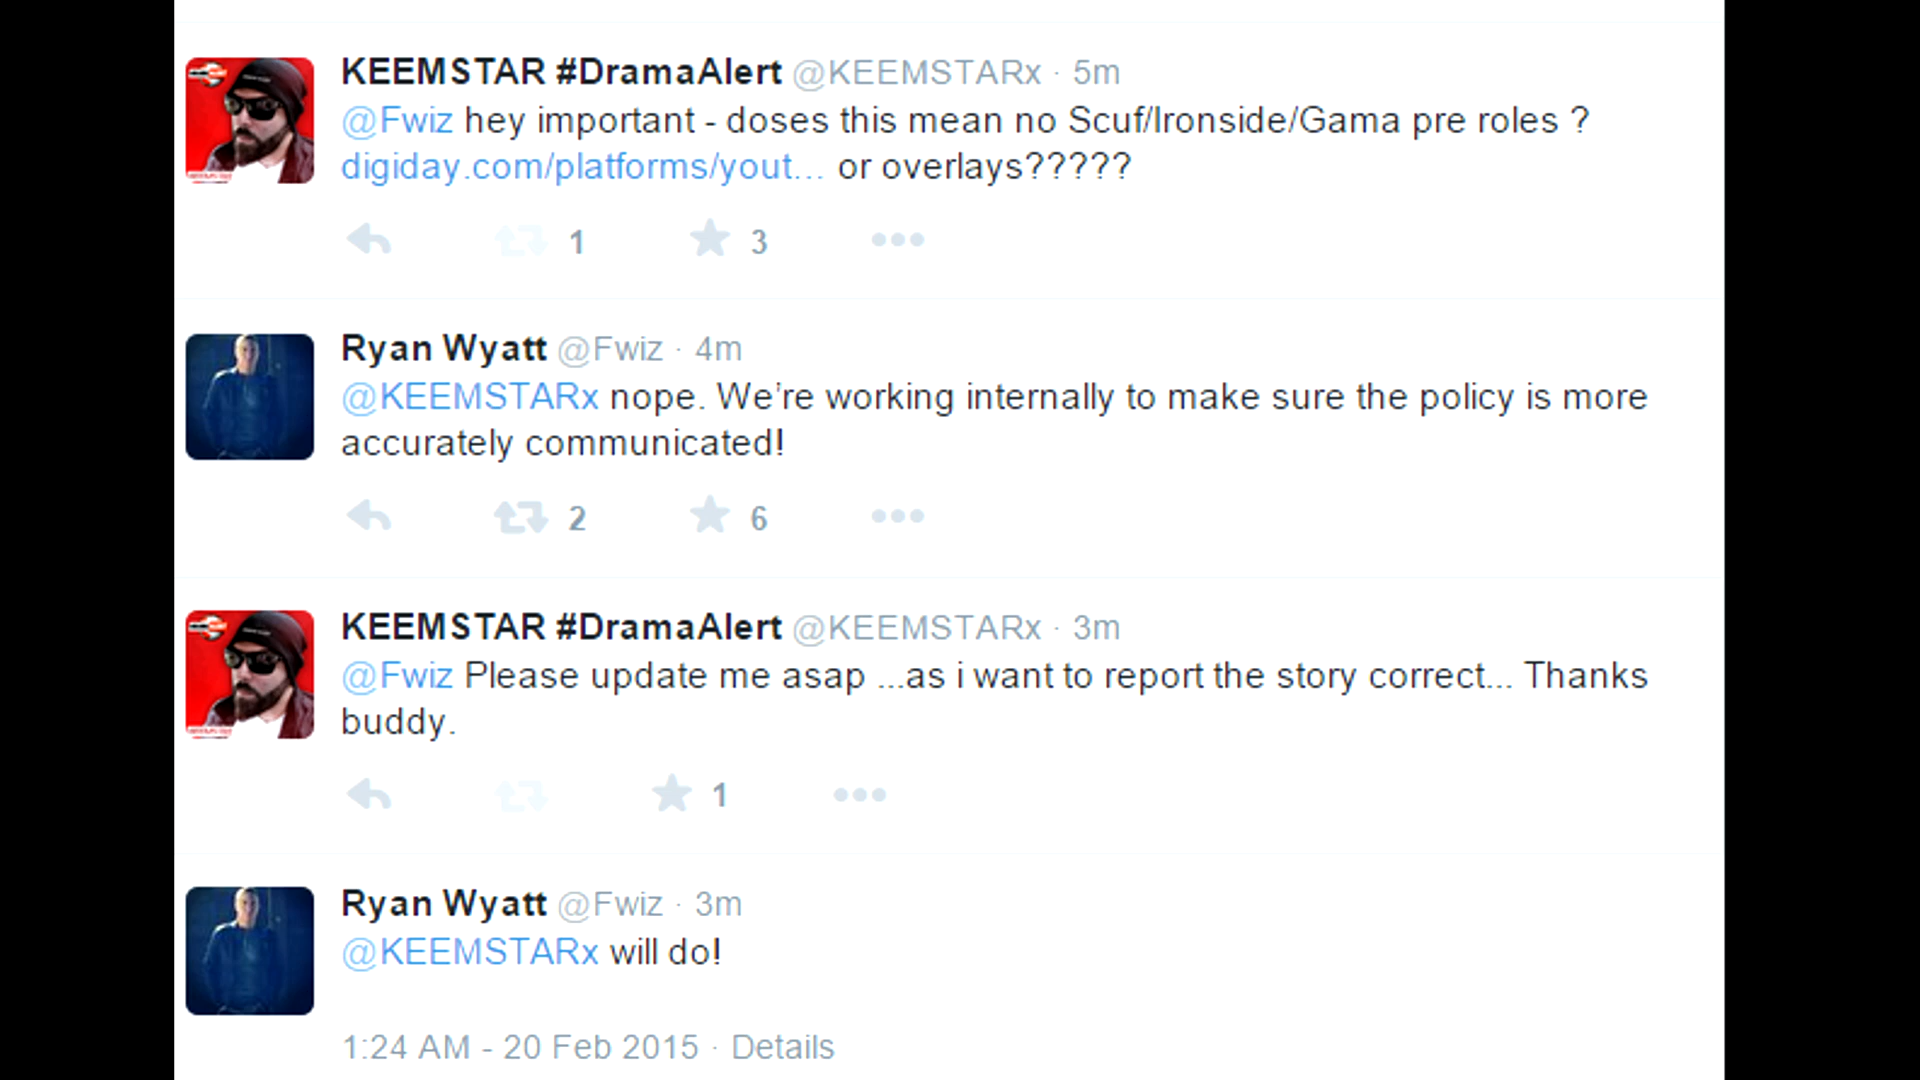 KEEMSTAR #DramaAlert @KEEMSTARx · 5m
@Fwiz hey important - doses this mean no Scuf/Ironside/Gama pre roles ?
digiday.com/platforms/yout... or overlays?????
1 3
Ryan Wyatt @Fwiz · 4m
@KEEMSTARx nope. We're working internally to make sure the policy is more
accurately communicated!
2 6
KEEMSTAR #DramaAlert @KEEMSTARx · 3m
@Fwiz Please update me asap ...as i want to report the story correct... Thanks
buddy.
1
Ryan Wyatt @Fwiz · 3m
@KEEMSTARx will do!
1:24 AM - 20 Feb 2015 · Details